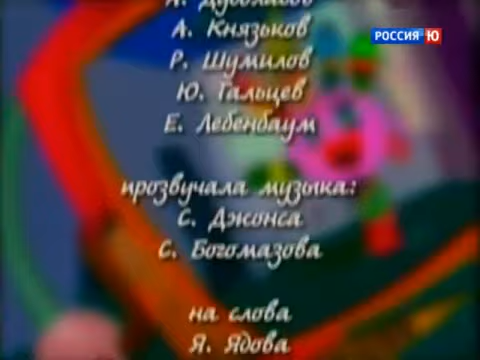 РОССИЯ Ю
А. Князьков
Р. Шумилов
Ю. Гальцев
Е. Лебенбаум
прозвучала музыка:
С. Джонса
С. Богомазова
на слова
Я. Ядова